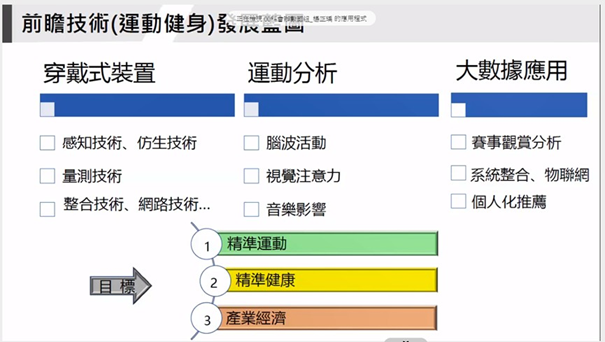 前瞻技術(運動健身)發展藍圖
穿戴式裝置
感知技術、仿生技術
量測技術
整合技術、網路技術...
運動分析
腦波活動
視覺注意力
音樂影響
大數據應用
賽事觀賞分析
系統整合、物聯網
個人化推薦
目標
1 精準運動
2 精準健康
3 產業經濟